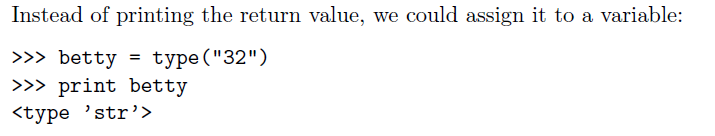 Instead of printing the return value, we could assign it to a variable:
>>> betty = type("32")
>>> print betty
<type ’str’>